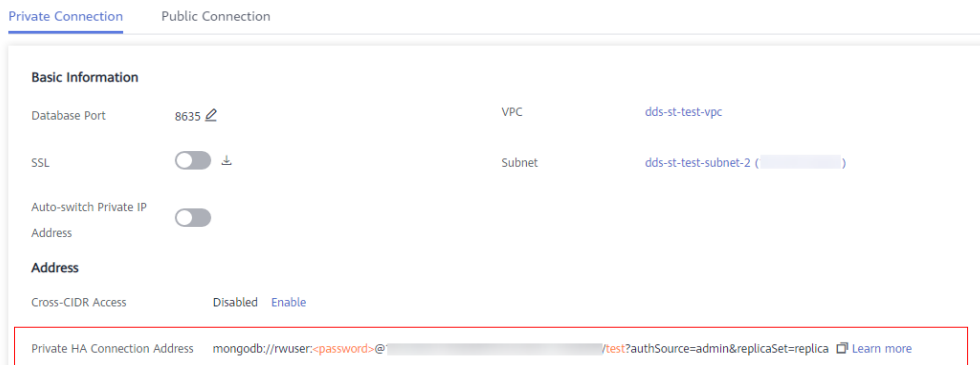 Private Connection Public Connection
Basic Information
Database Port 8635 VPC dds-st-test-vpc
SSL Subnet dds-st-test-subnet-2 ( )
Auto-switch Private IP
Address
Address
Cross-CIDR Access Disabled Enable
Private HA Connection Address mongodb://rwuser:<password>@ /test?authSource=admin&replicaSet=replica Learn more